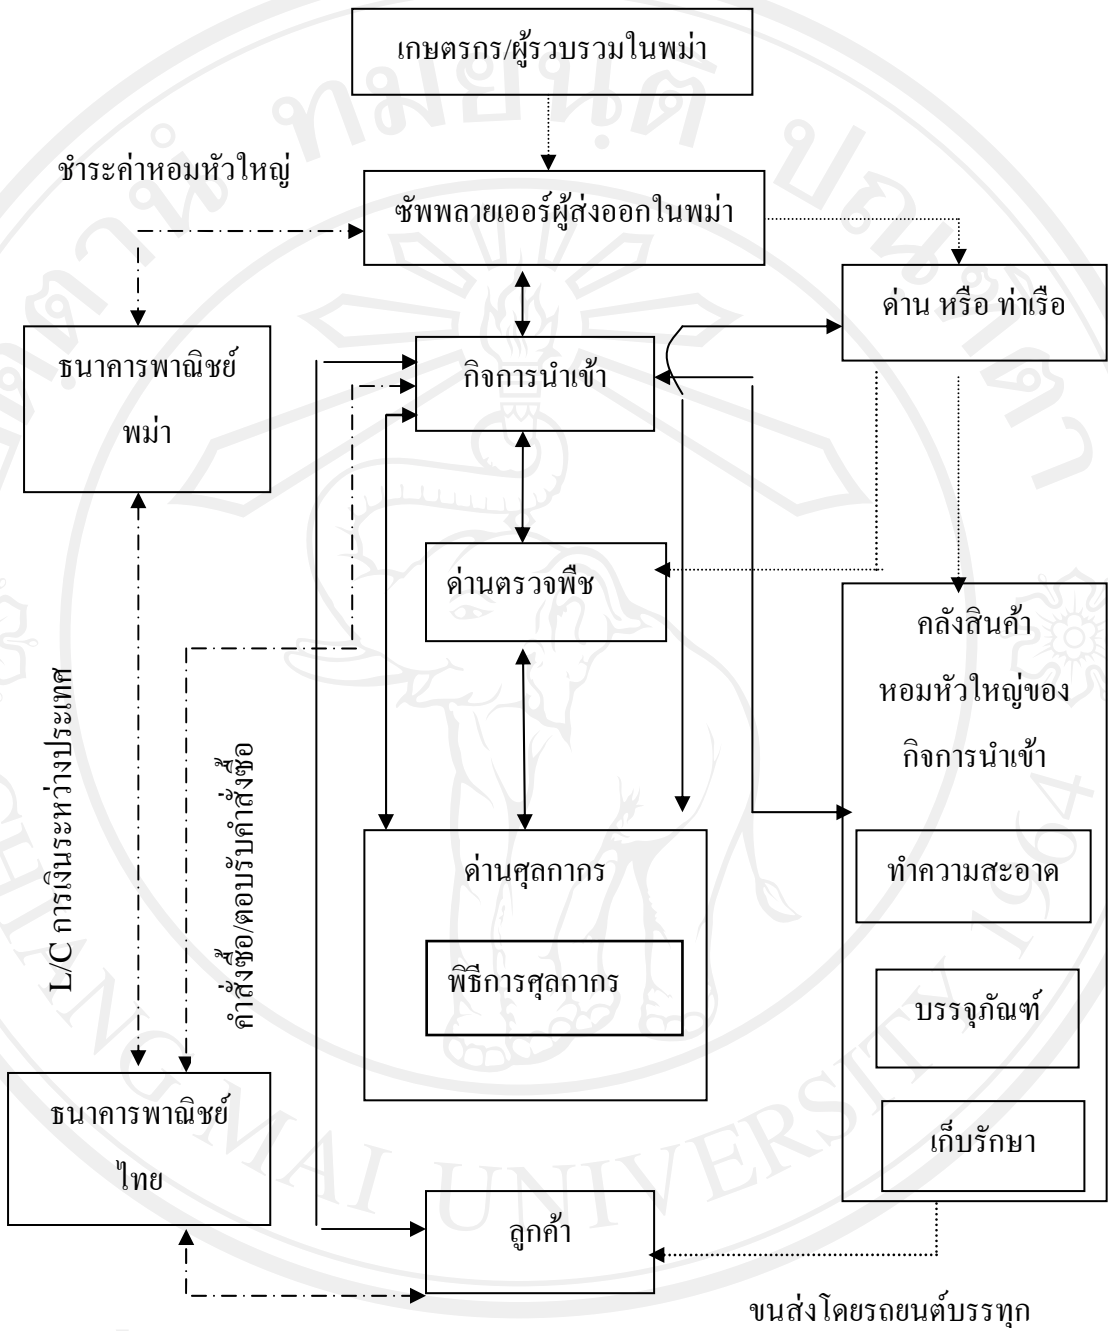 เกษตรกร/ผู้รวบรวมในพม่า
ชำระค่าหอมหัวใหญ่
ซัพพลายเออร์ผู้ส่งออกในพม่า
ด่าน หรือ ท่าเรือ
ธนาคารพาณิชย์
พม่า
กิจการนำเข้า
ด่านตรวจพืช
คลังสินค้า
หอมหัวใหญ่ของ
กิจการนำเข้า
L/C การเงินระหว่างประเทศ
คำสั่งซื้อ/ตอบรับคำสั่งซื้อ
ด่านศุลกากร
ทำความสะอาด
พิธีการศุลกากร
บรรจุภัณฑ์
ธนาคารพาณิชย์
ไทย
เก็บรักษา
ลูกค้า
ขนส่งโดยรถยนต์บรรทุก
CHIANG MAI UNIVERSITY 1964